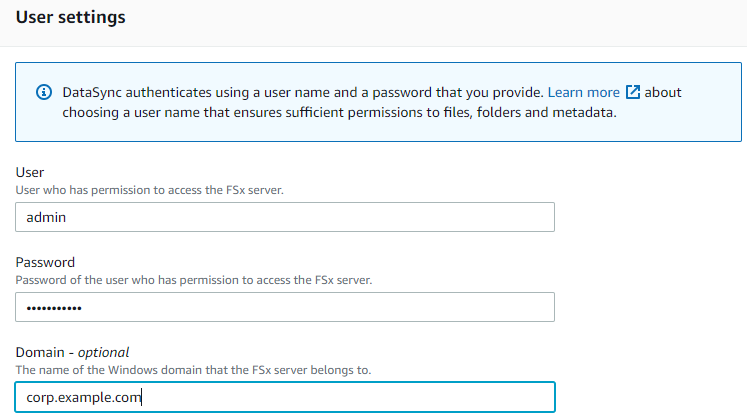 User settings
DataSync authenticates using a user name and a password that you provide. Learn more about
choosing a user name that ensures sufficient permissions to files, folders and metadata.
User
User who has permission to access the FSx server.
admin
Password
Password of the user who has permission to access the FSx server.
•••••••••••
Domain - optional
The name of the Windows domain that the FSx server belongs to.
corp.example.com